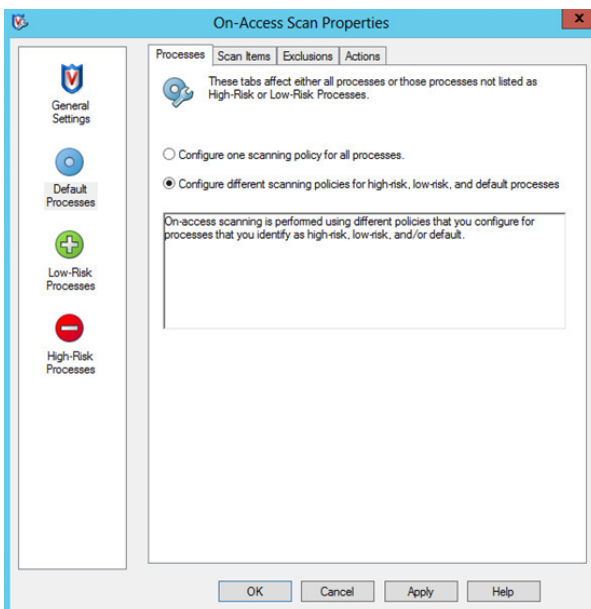 On-Access Scan Properties
x
General
Settings
Default
Processes
Low-Risk
Processes
High-Risk
Processes
Processes
Scan Items
Exclusions
Actions
These tabs affect either all processes or those processes not listed as
High-Risk or Low-Risk Processes.
Configure one scanning policy for all processes.
Configure different scanning policies for high-risk, low-risk, and default processes
On-access scanning is performed using different policies that you configure for
processes that you identify as high-risk, low-risk, and/or default.
OK
Cancel
Apply
Help